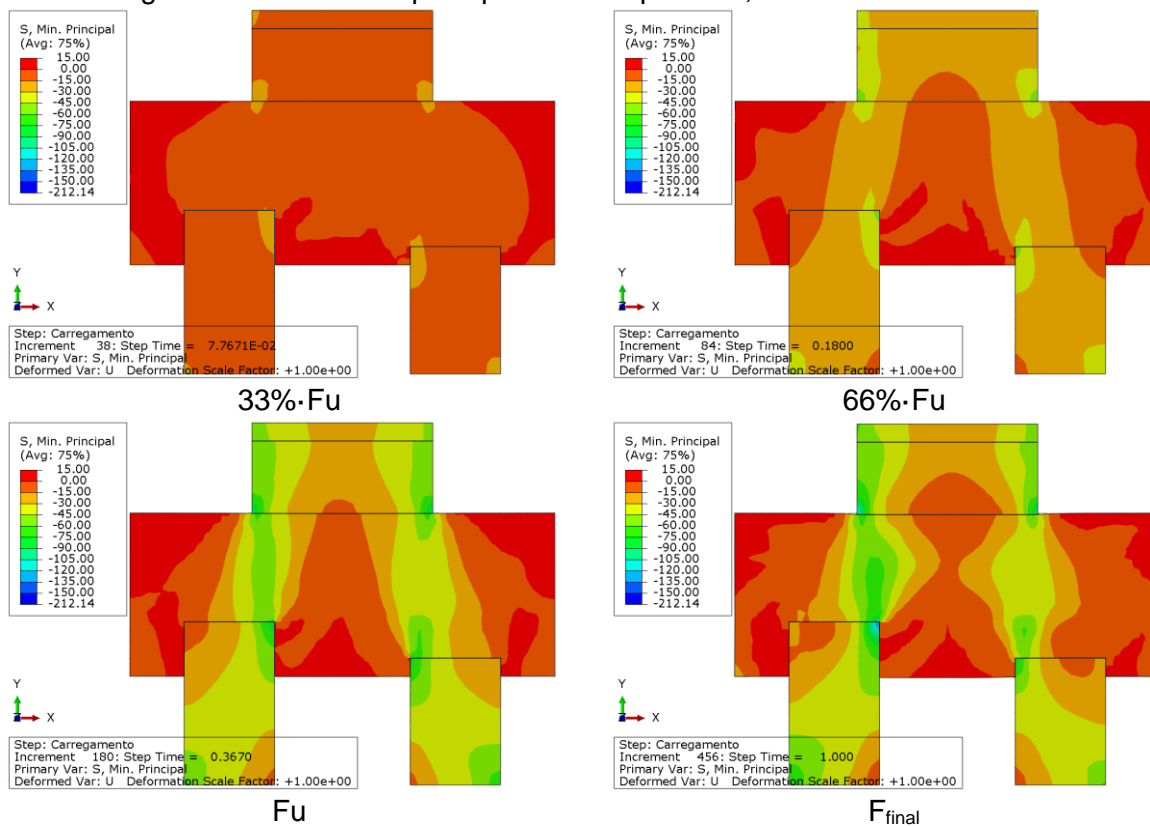 S, Min. Principal
(Avg: 75%)
15.00
0.00
-15.00
-30.00
-45.00
-60.00
-75.00
-90.00
-105.00
-120.00
-135.00
-150.00
-212.14
Y
Z X
Step: Carregamento
Increment 38: Step Time = 7.7671E-02
Primary Var: S, Min. Principal
Deformed Var: U Deformation Scale Factor: +1.00e+00
33%·Fu
S, Min. Principal
(Avg: 75%)
15.00
0.00
-15.00
-30.00
-45.00
-60.00
-75.00
-90.00
-105.00
-120.00
-135.00
-150.00
-212.14
Y
Z X
Step: Carregamento
Increment 84: Step Time = 0.1800
Primary Var: S, Min. Principal
Deformed Var: U Deformation Scale Factor: +1.00e+00
66%·Fu
S, Min. Principal
(Avg: 75%)
15.00
0.00
-15.00
-30.00
-45.00
-60.00
-75.00
-90.00
-105.00
-120.00
-135.00
-150.00
-212.14
Y
Z X
Step: Carregamento
Increment 180: Step Time = 0.3670
Primary Var: S, Min. Principal
Deformed Var: U Deformation Scale Factor: +1.00e+00
Fu
S, Min. Principal
(Avg: 75%)
15.00
0.00
-15.00
-30.00
-45.00
-60.00
-75.00
-90.00
-105.00
-120.00
-135.00
-150.00
-212.14
Y
Z X
Step: Carregamento
Increment 456: Step Time = 1.000
Primary Var: S, Min. Principal
Deformed Var: U Deformation Scale Factor: +1.00e+00
Ffinal